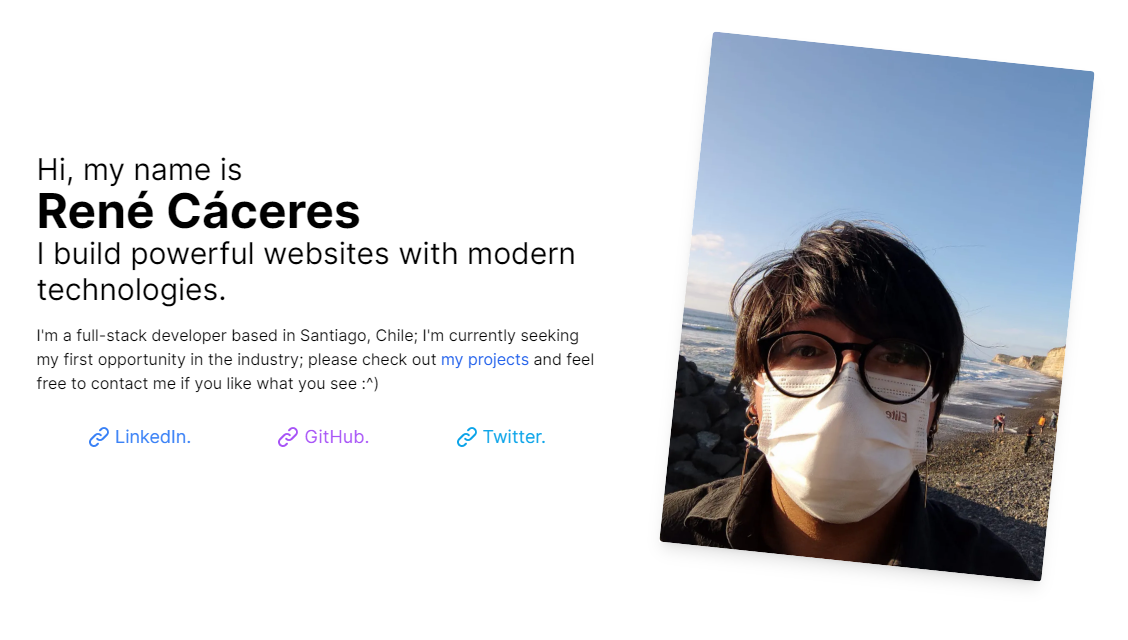 Hi, my name is
René Cáceres
I build powerful websites with modern
technologies.
I'm a full-stack developer based in Santiago, Chile; I'm currently seeking
my first opportunity in the industry; please check out my projects and feel
free to contact me if you like what you see :^)
LinkedIn. GitHub. Twitter.
Elite